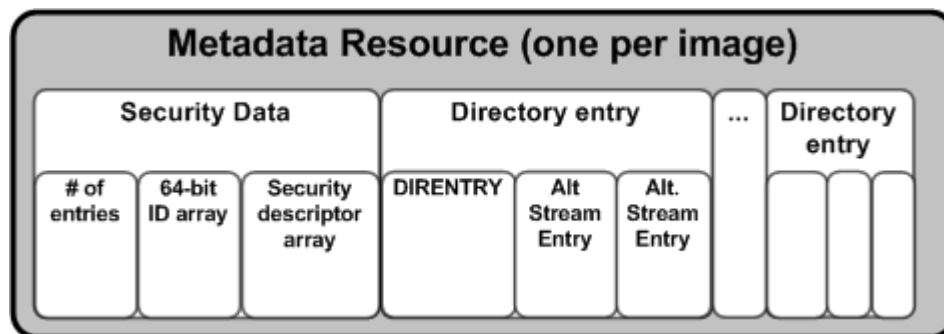 Metadata Resource (one per image)
Security Data
Directory entry
...
Directory
entry
# of
entries
64-bit
ID array
Security
descriptor
array
DIRENTRY
Alt
Stream
Entry
Alt.
Stream
Entry